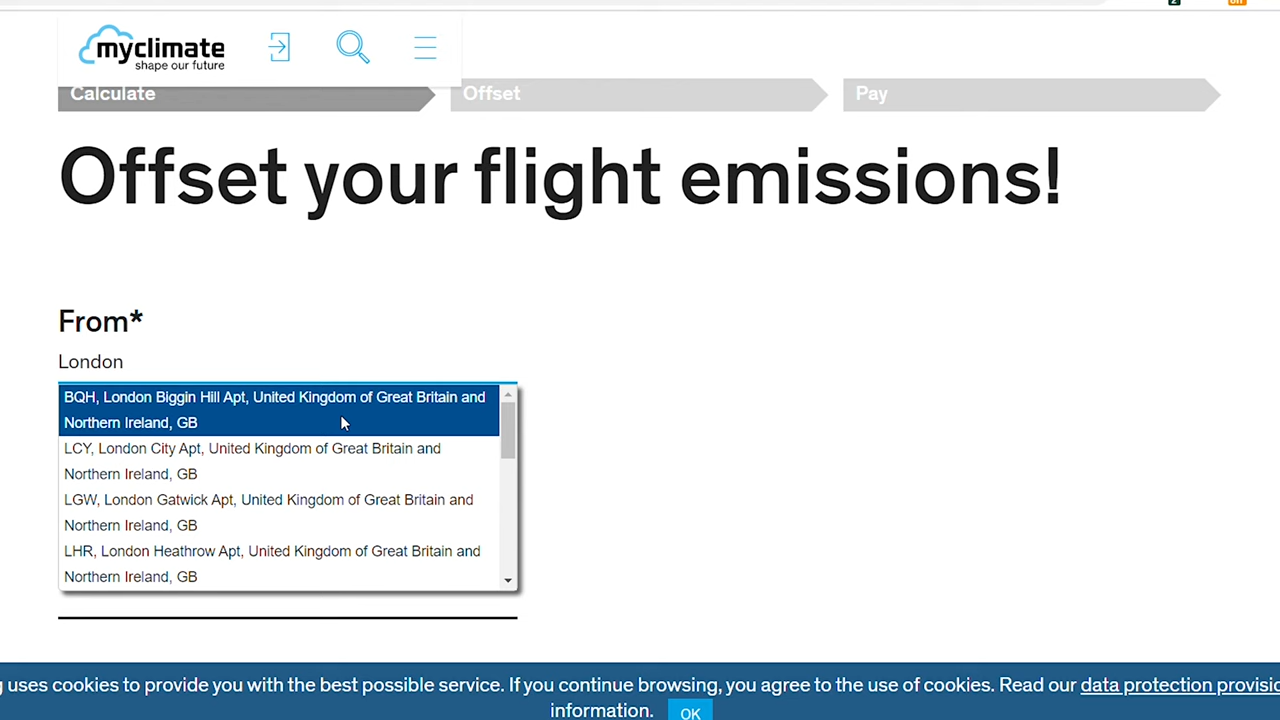 myclimate
shape our future
Calculate
Offset
Pay
Offset your flight emissions!
From*
London
BQH, London Biggin Hill Apt, United Kingdom of Great Britain and
Northern Ireland, GB
LCY, London City Apt, United Kingdom of Great Britain and
Northern Ireland, GB
LGW, London Gatwick Apt, United Kingdom of Great Britain and
Northern Ireland, GB
LHR, London Heathrow Apt, United Kingdom of Great Britain and
Northern Ireland, GB
uses cookies to provide you with the best possible service. If you continue browsing, you agree to the use of cookies. Read our data protection
information.
OK